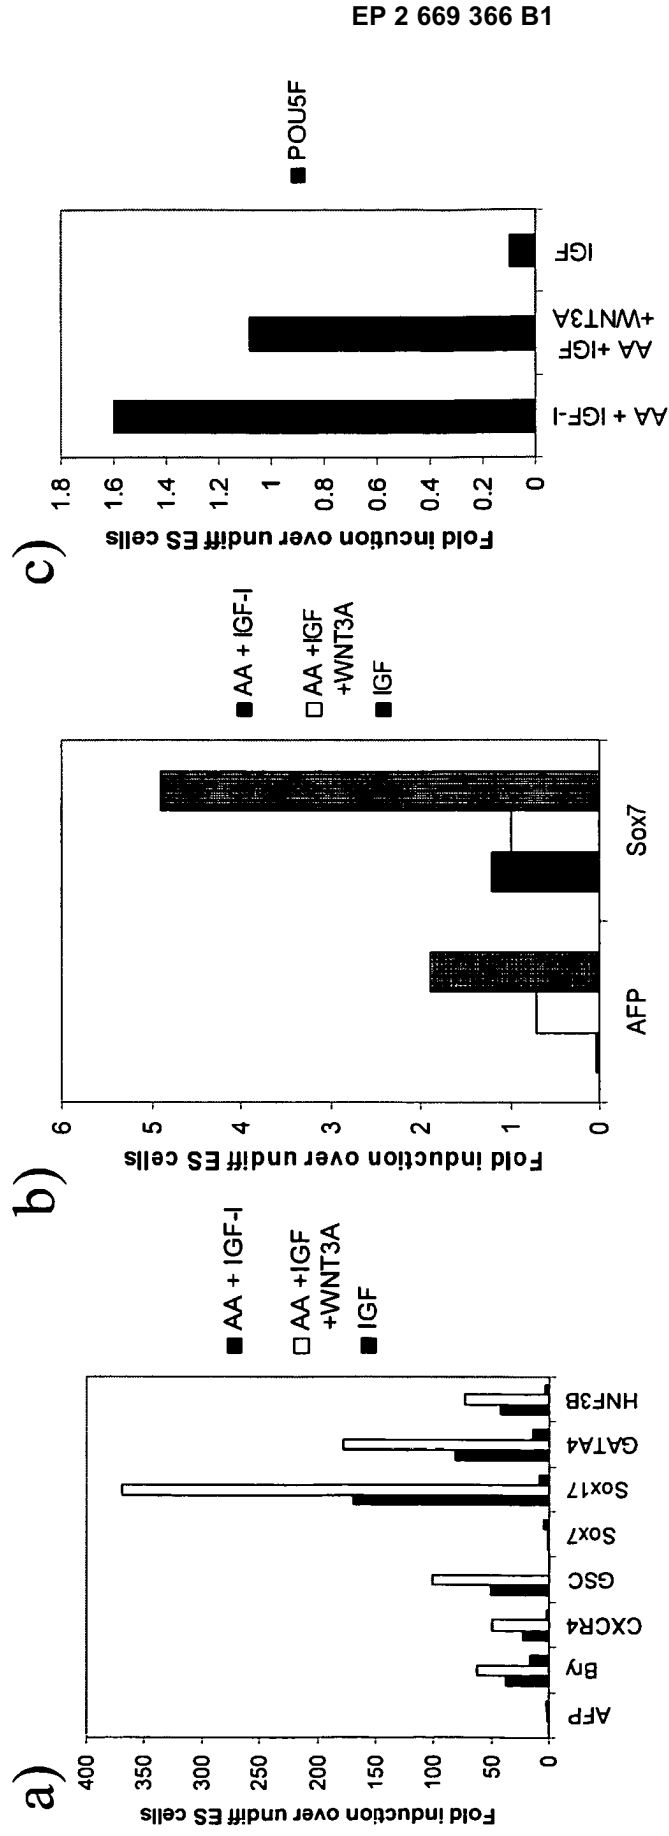 EP 2 669 366 B1
a)
Fold induction over undiff ES cells
400
350
300
250
200
150
100
50
0
AFP
Bry
CXCR4
GSC
Sox7
Sox17
GATA4
HNF3B
AA + IGF-I
AA +IGF
+WNT3A
IGF
b)
Fold induction over undiff ES cells
6
5
4
3
2
1
0
AFP
Sox7
AA + IGF-I
AA +IGF
+WNT3A
IGF
c)
Fold incution over undiff ES cells
1.8
1.6
1.4
1.2
1
0.8
0.6
0.4
0.2
0
AA + IGF-I
AA +IGF
+WNT3A
IGF
POU5F